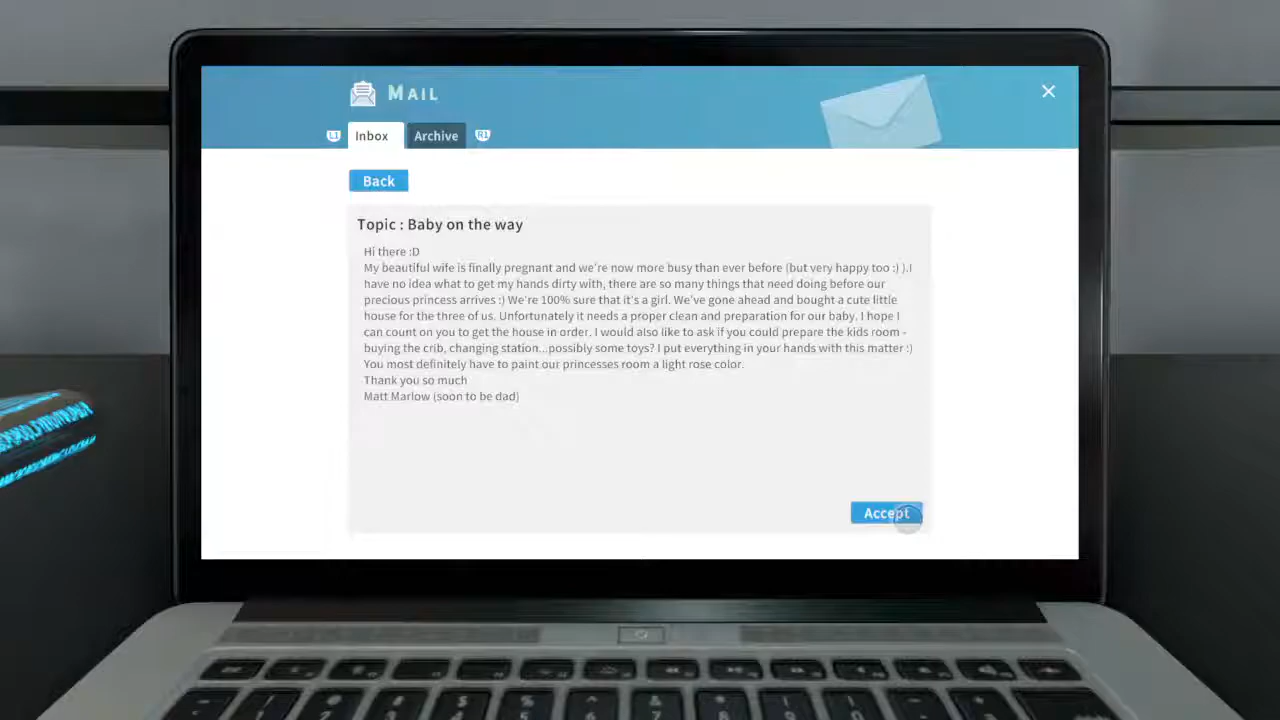 MAIL
L1 Inbox Archive R1
Back
Topic : Baby on the way
Hi there :D
My beautiful wife is finally pregnant and we're now more busy than ever before (but very happy too :) ).I
have no idea what to get my hands dirty with, there are so many things that need doing before our
precious princess arrives :) We're 100% sure that it's a girl. We've gone ahead and bought a cute little
house for the three of us. Unfortunately it needs a proper clean and preparation for our baby. I hope I
can count on you to get the house in order. I would also like to ask if you could prepare the kids room -
buying the crib, changing station...possibly some toys? I put everything in your hands with this matter :)
You most definitely have to paint our princesses room a light rose color.
Thank you so much
Matt Marlow (soon to be dad)
Accept